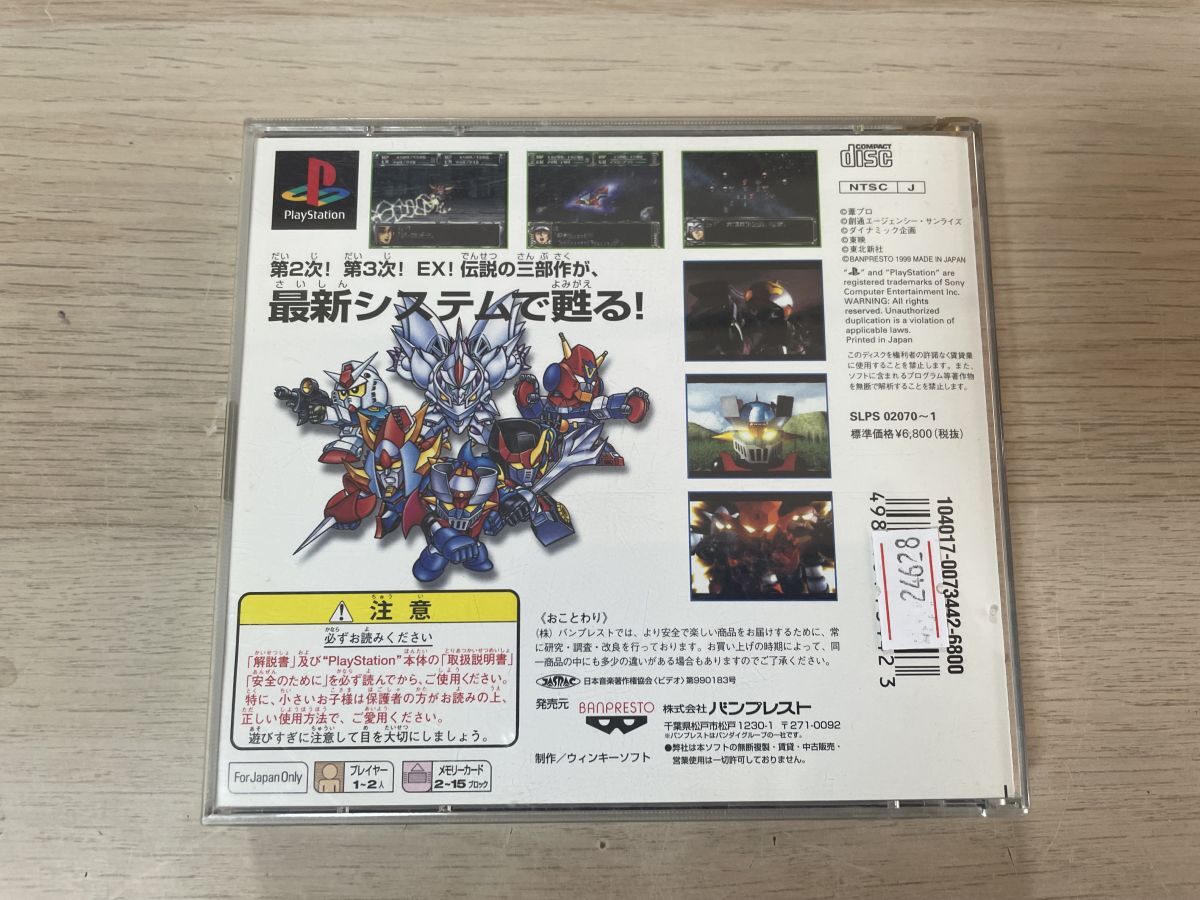 PlayStation
第2次! 第3次! EX! 伝説の三部作が、
最新システムで甦る!
COMPACT
disc
NTSC J
©葦プロ
©創通エージェンシー・サンライズ
©ダイナミック企画
©東映
©東北新社
©BANPRESTO 1999 MADE IN JAPAN
" " and "PlayStation" are
registered trademarks of Sony
Computer Entertainment Inc.
WARNING: All rights
reserved. Unauthorized
duplication is a violation of
applicable laws.
Printed in Japan
このディスクを権利者の許諾なく賃貸業
に使用することを禁止します。また、
ソフトに含まれるプログラム等著作物
を無断で解析することを禁止します。
SLPS 02070〜1
標準価格¥6,800(税抜)
104017-0073442-6800
24628
注意
必ずお読みください
「解説書」及び"PlayStation"本体の「取扱説明書」
「安全のために」を必ず読んでから、ご使用ください。
特に、小さいお子様は保護者の方がお読みの上、
正しい使用方法で、ご愛用ください。
遊びすぎに注意して目を大切にしましょう。
For Japan Only
プレイヤー
1〜2人
メモリーカード
2〜15ブロック
《おことわり》
(株)バンプレストでは、より安全で楽しい商品をお届けするために、常
に研究・調査・改良を行っております。お買い上げの時期によって、同
一商品の中にも多少の違いがある場合もありますのでご了承ください。
JASRAC 日本音楽著作権協会〈ビデオ〉第990183号
発売元 BANPRESTO 株式会社バンプレスト
千葉県松戸市松戸1230-1 〒271-0092
※バンプレストはバンダイグループの一社です。
●弊社は本ソフトの無断複製・賃貸・中古販売・
営業使用は一切許可しておりません。
制作/ウィンキーソフト